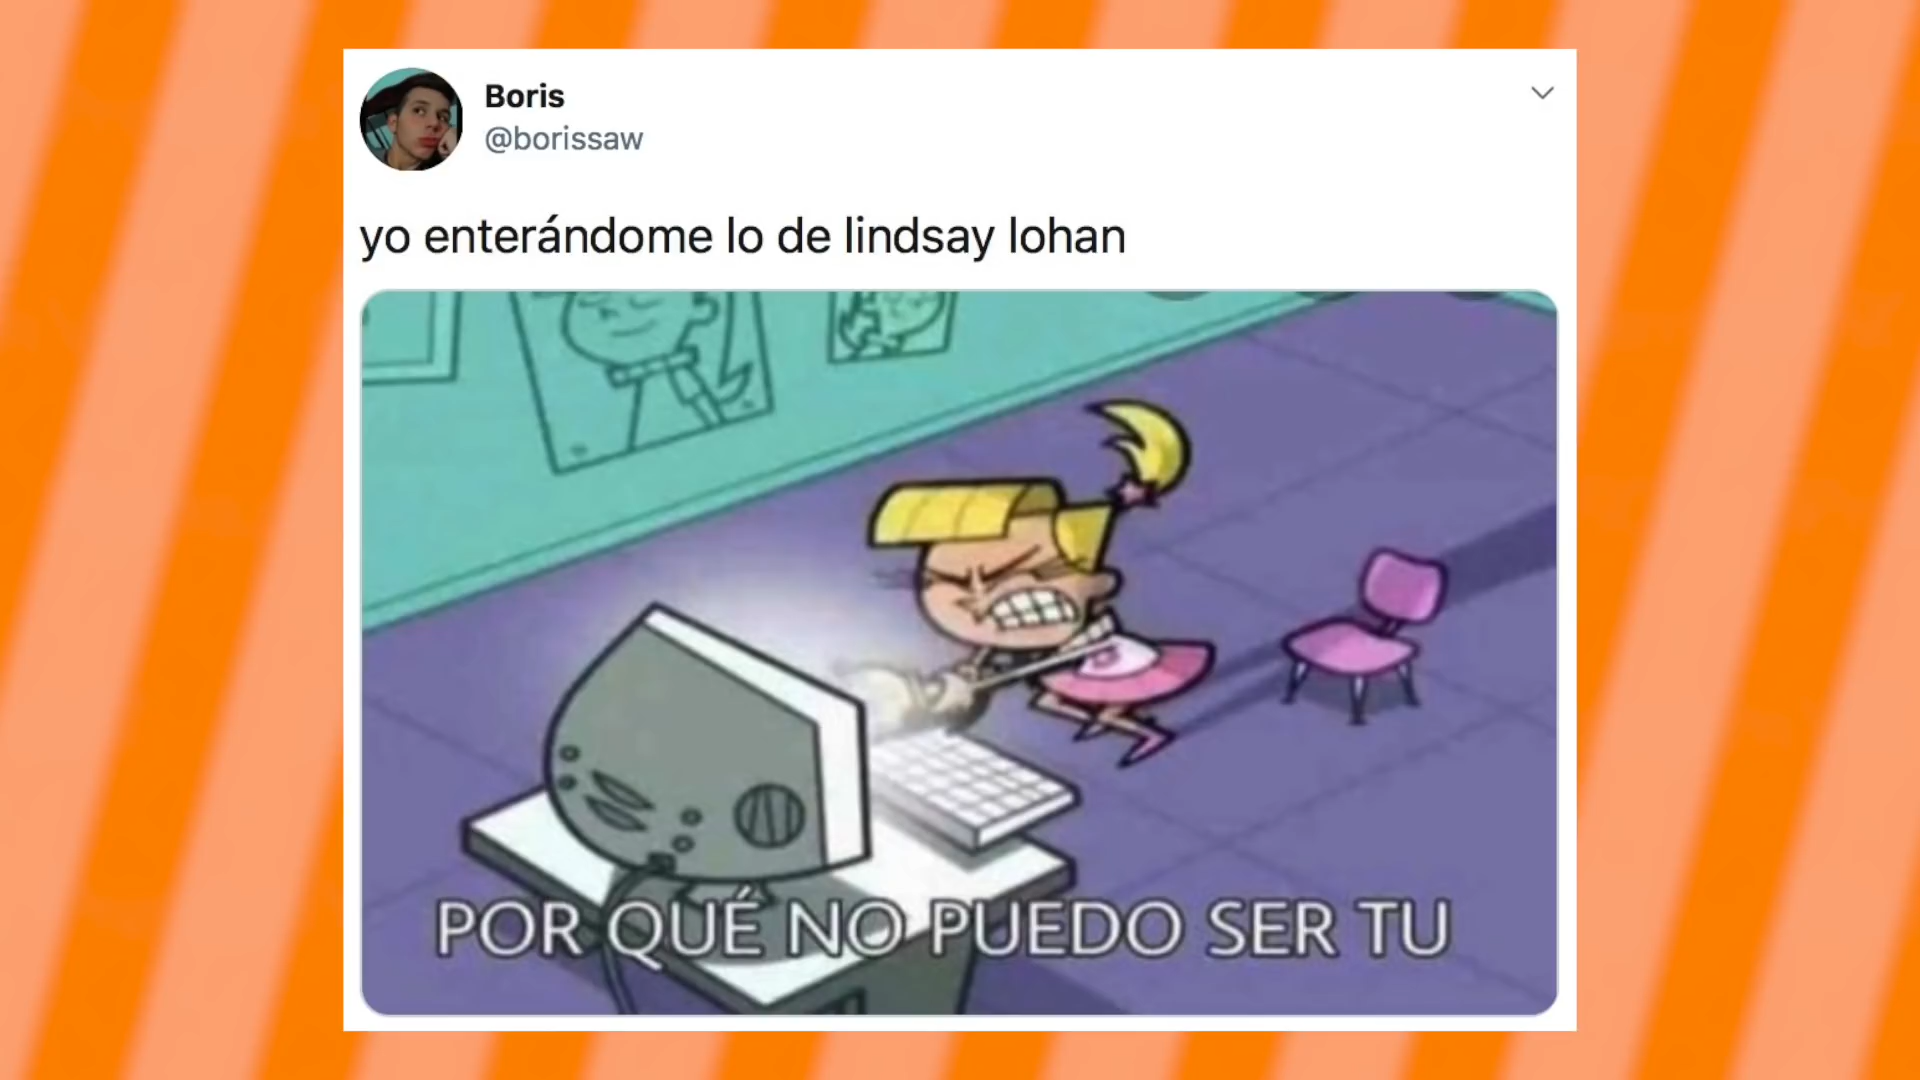 Boris
@borissaw
yo enterándome lo de lindsay lohan
POR QUÉ NO PUEDO SER TU